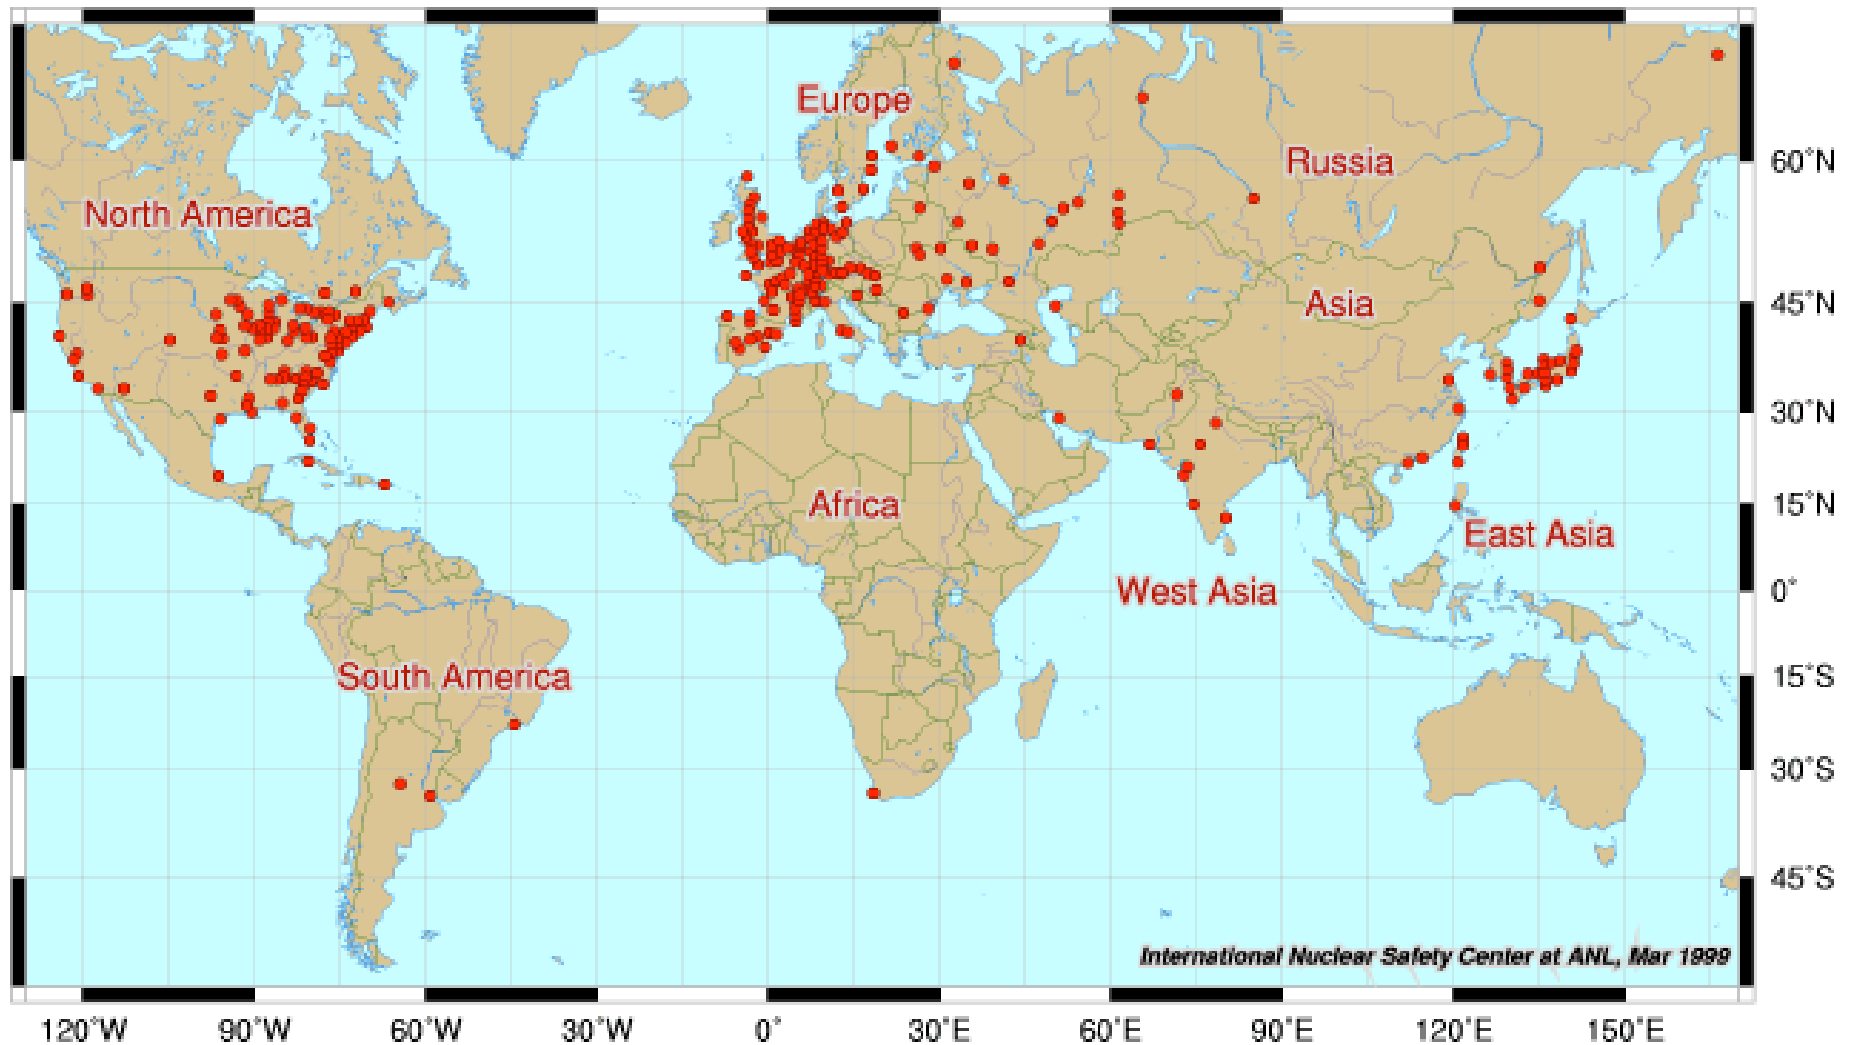 Europe
Russia
North America
60°N
Asia
45°N
30°N
Africa
15°N
East Asia
West Asia
0°
South America
15°S
30°S
45°S
International Nuclear Safety Center at ANL, Mar 1999
120°W 90°W 60°W 30°W 0° 30°E 60°E 90°E 120°E 150°E